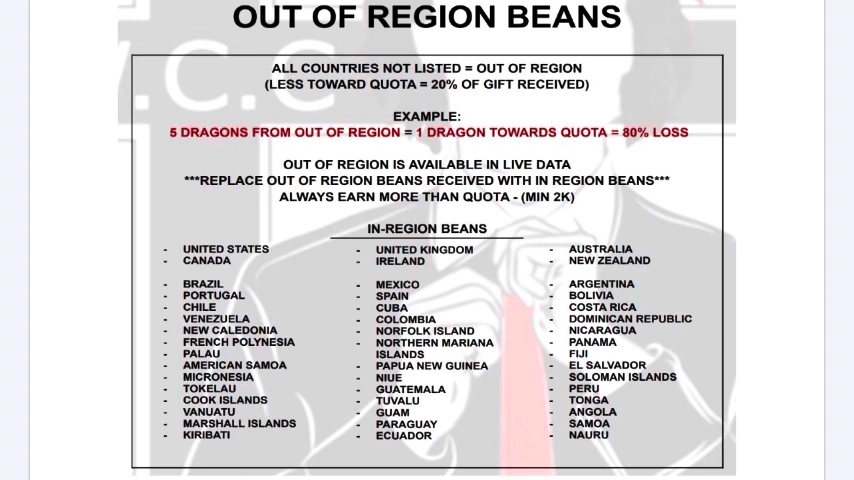 OUT OF REGION BEANS
.C.C
ALL COUNTRIES NOT LISTED = OUT OF REGION
(LESS TOWARD QUOTA = 20% OF GIFT RECEIVED)
EXAMPLE:
5 DRAGONS FROM OUT OF REGION = 1 DRAGON TOWARDS QUOTA = 80% LOSS
OUT OF REGION IS AVAILABLE IN LIVE DATA
***REPLACE OUT OF REGION BEANS RECEIVED WITH IN REGION BEANS***
ALWAYS EARN MORE THAN QUOTA - (MIN 2K)
IN-REGION BEANS
- UNITED STATES
- CANADA
- BRAZIL
- PORTUGAL
- CHILE
- VENEZUELA
- NEW CALEDONIA
- FRENCH POLYNESIA
- PALAU
- AMERICAN SAMOA
- MICRONESIA
- TOKELAU
- COOK ISLANDS
- VANUATU
- MARSHALL ISLANDS
- KIRIBATI
- UNITED KINGDOM
- IRELAND
- MEXICO
- SPAIN
- CUBA
- COLOMBIA
- NORFOLK ISLAND
- NORTHERN MARIANA
ISLANDS
- PAPUA NEW GUINEA
- NIUE
- GUATEMALA
- TUVALU
- GUAM
- PARAGUAY
- ECUADOR
- AUSTRALIA
- NEW ZEALAND
- ARGENTINA
- BOLIVIA
- COSTA RICA
- DOMINICAN REPUBLIC
- NICARAGUA
- PANAMA
- FIJI
- EL SALVADOR
- SOLOMAN ISLANDS
- PERU
- TONGA
- ANGOLA
- SAMOA
- NAURU